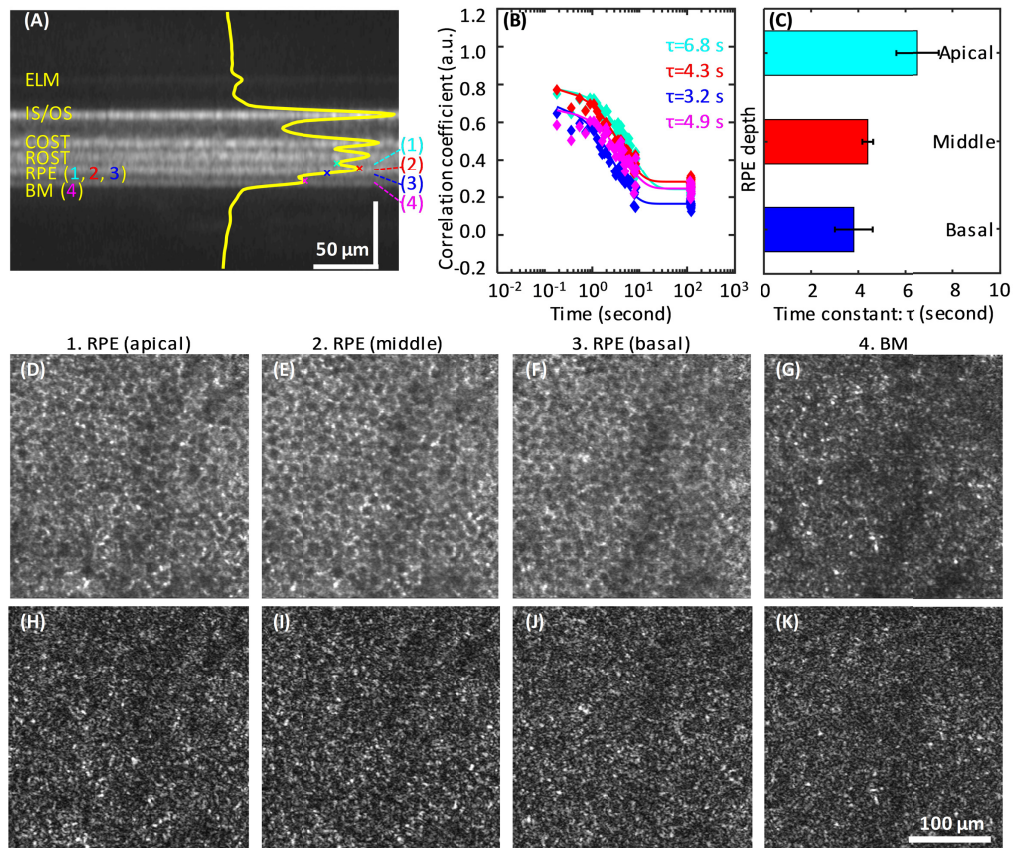 (A)
ELM
IS/OS
COST
ROST
RPE (1, 2, 3)
BM (4)
(1)
(2)
(3)
(4)
50 µm
(B)
Correlation coefficient (a.u.)
1.2
1.0
0.8
0.6
0.4
0.2
0.0
-0.2
τ=6.8 s
τ=4.3 s
τ=3.2 s
τ=4.9 s
10-2 10-1 100 101 102 103
Time (second)
(C)
RPE depth
Apical
Middle
Basal
0 2 4 6 8 10
Time constant: τ (second)
1. RPE (apical)
2. RPE (middle)
3. RPE (basal)
4. BM
(D)
(E)
(F)
(G)
(H)
(I)
(J)
(K)
100 µm